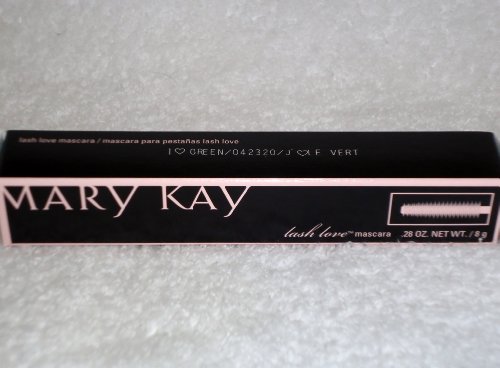 lash love mascara / mascara para pestañas lash love
I ♡ GREEN/042320/J'♡LE VERT
MARY KAY
lash love™ mascara .28 OZ. NET WT. / 8 g